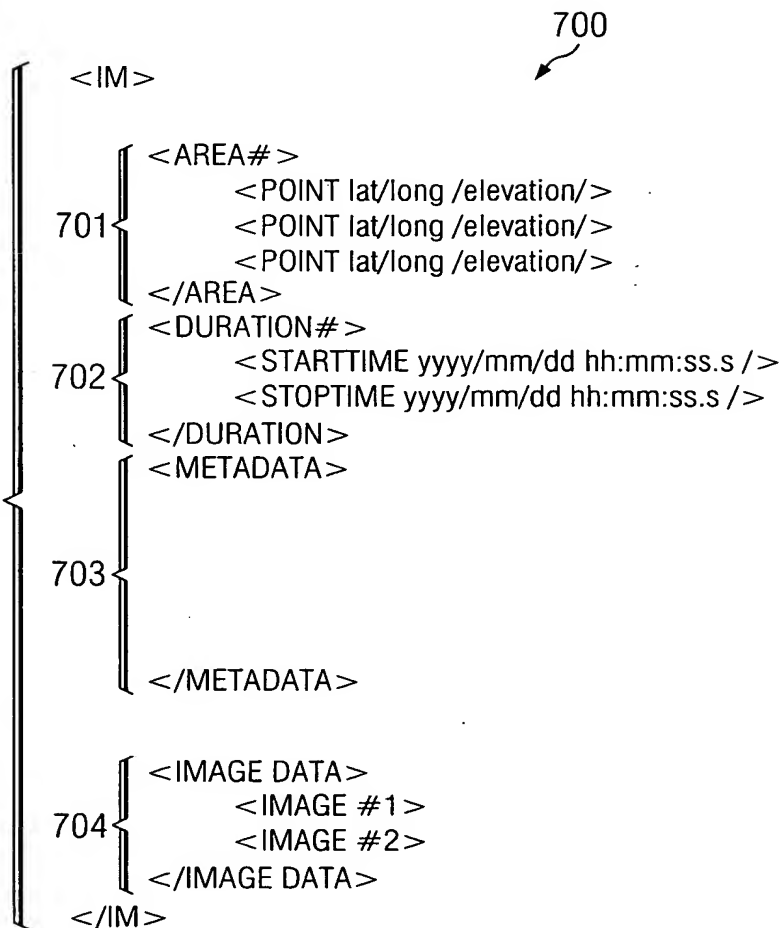 700
<IM>
<AREA#>
<POINT lat/long /elevation/>
701
<POINT lat/long /elevation/>
<POINT lat/long /elevation/>
</AREA>
<DURATION#>
<STARTTIME yyyy/mm/dd hh:mm:ss.s />
702
<STOPTIME yyyy/mm/dd hh:mm:ss.s />
</DURATION>
<METADATA>
703
</METADATA>
<IMAGE DATA>
<IMAGE #1>
704
<IMAGE #2>
</IMAGE DATA>
</IM>